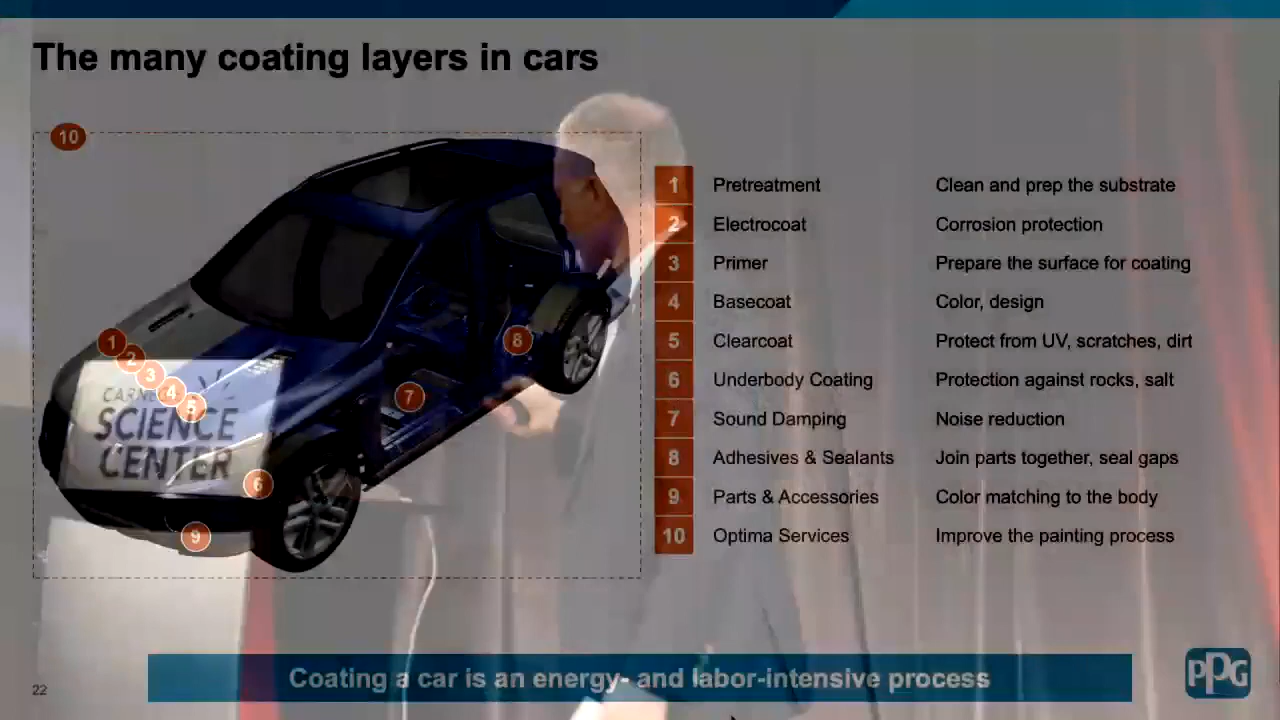 The many coating layers in cars
10
1 Pretreatment Clean and prep the substrate
2 Electrocoat Corrosion protection
3 Primer Prepare the surface for coating
4 Basecoat Color, design
5 Clearcoat Protect from UV, scratches, dirt
6 Underbody Coating Protection against rocks, salt
7 Sound Damping Noise reduction
8 Adhesives & Sealants Join parts together, seal gaps
9 Parts & Accessories Color matching to the body
10 Optima Services Improve the painting process
1
2
3
4
5
8
7
6
9
SCIENCE
CENTER
Coating a car is an energy- and labor-intensive process
22
PPG